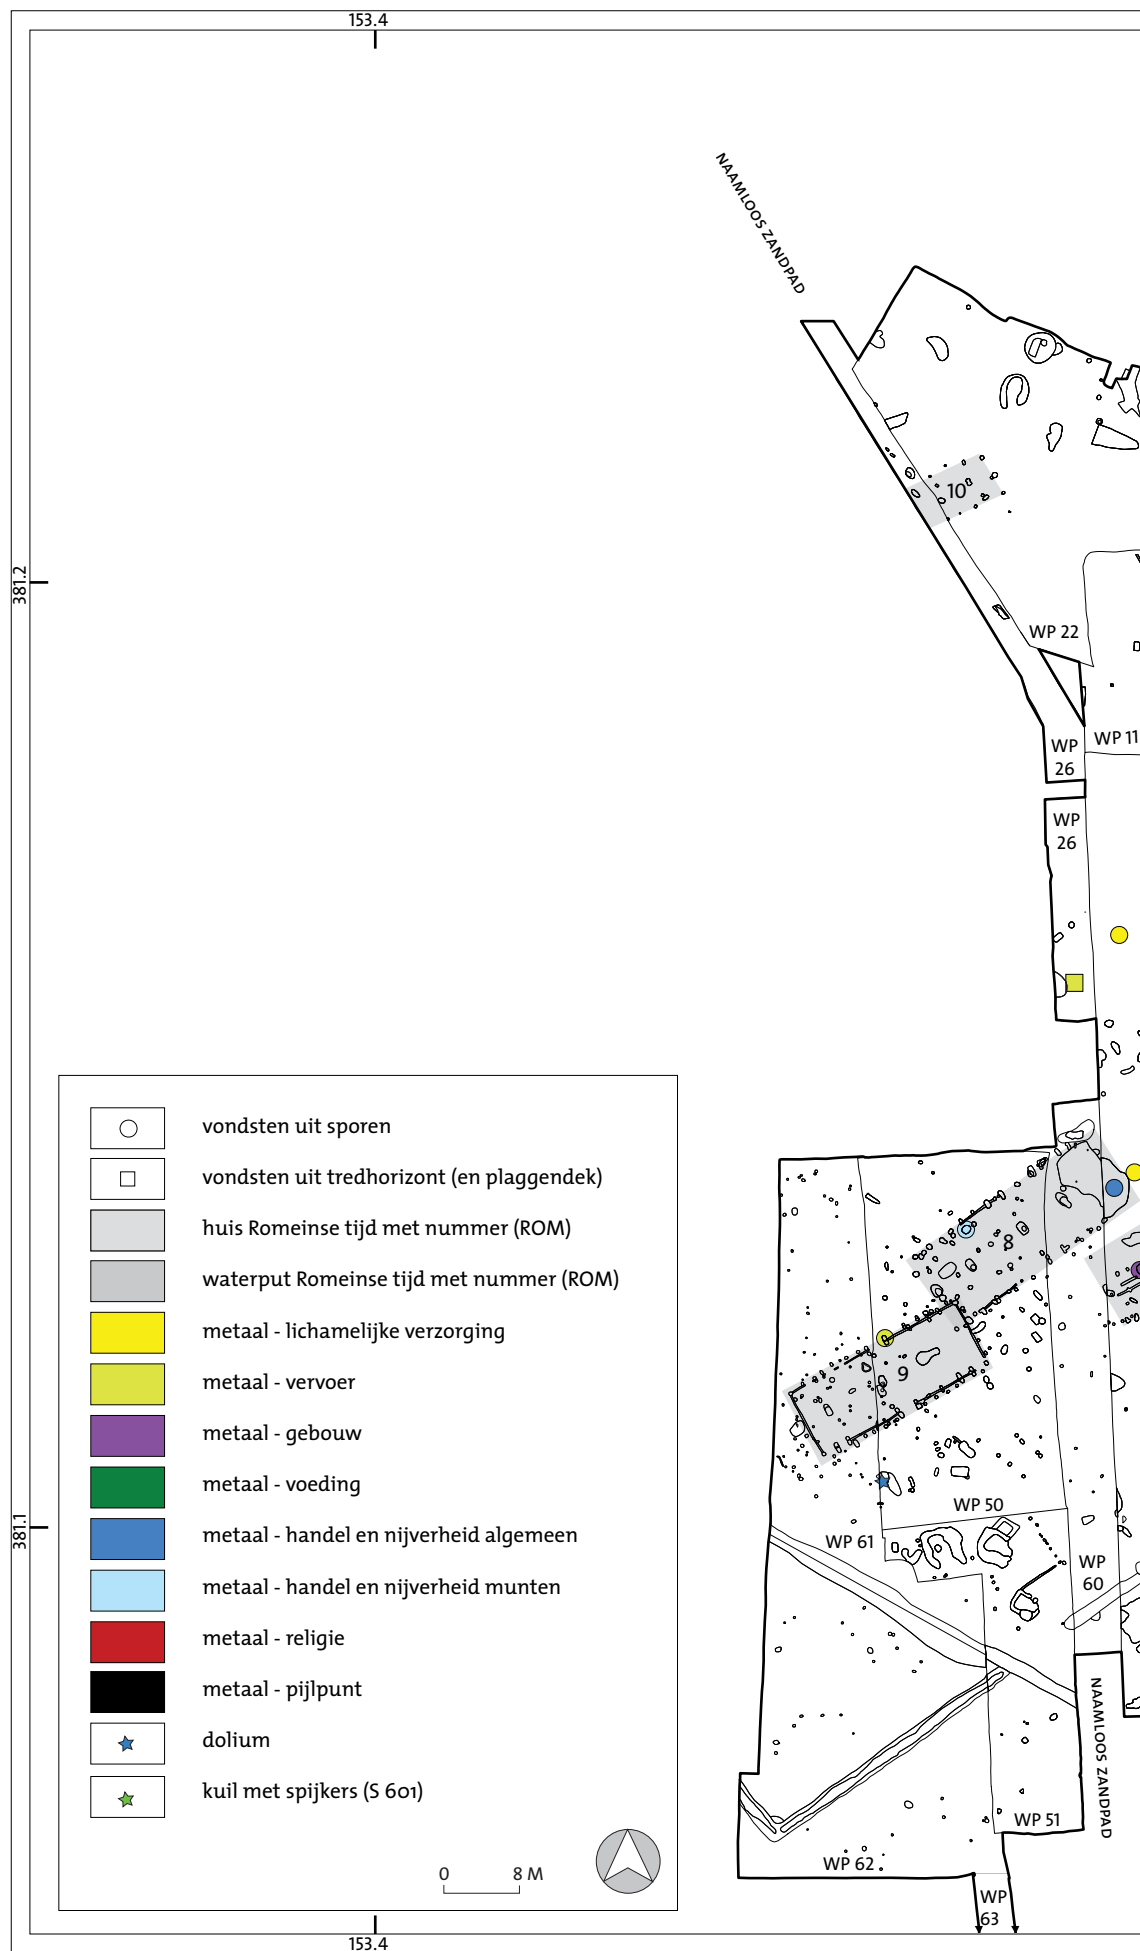 153.4
NAAMLOOS ZANDPAD
10
381.2
WP 22
WP 11
WP
26
WP
26
vondsten uit sporen
vondsten uit tredhorizont (en plaggendek)
huis Romeinse tijd met nummer (ROM)
waterput Romeinse tijd met nummer (ROM)
metaal - lichamelijke verzorging
metaal - vervoer
metaal - gebouw
metaal - voeding
metaal - handel en nijverheid algemeen
metaal - handel en nijverheid munten
metaal - religie
metaal - pijlpunt
dolium
kuil met spijkers (S 601)
0 8 M
8
9
381.1
WP 50
WP 61
WP
60
NAAMLOOS ZANDPAD
WP 51
WP 62
WP
63
153.4